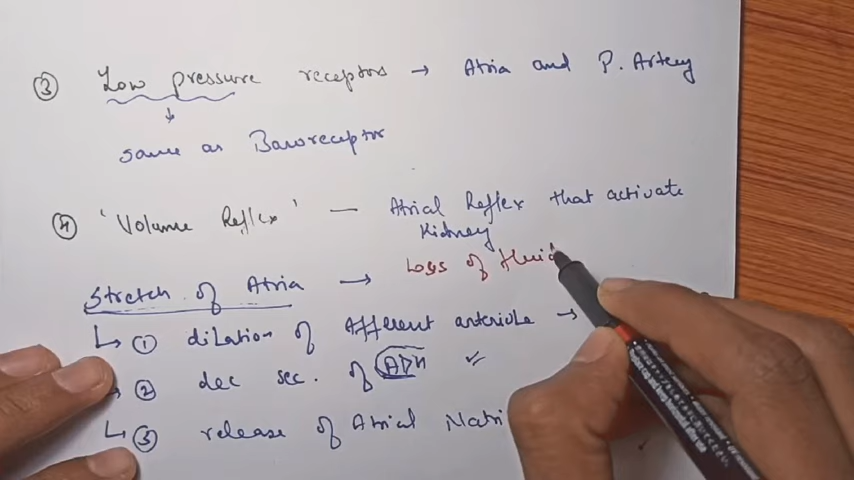 ③ Low pressure receptors → Atria and P. Artery
↓
same as Baroreceptor
④ 'Volume Reflex' — Atrial Reflex that activate
Kidney
Stretch of Atria → Loss of fluid
① dilation of Afferent arteriole →
② dec sec. of ADH ✓
③ release of Atrial Natri